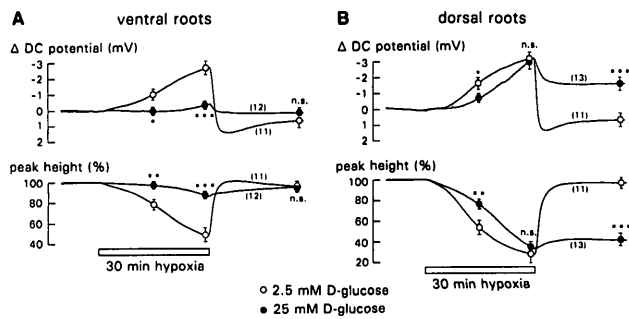 A ventral roots
Δ DC potential (mV)
-3
-2
-1
0
1
2
•
•••
(12)
(11)
n.s.
peak height (%)
100
80
60
40
••
•••
(11)
(12)
n.s.
30 min hypoxia
B dorsal roots
Δ DC potential (mV)
-3
-2
-1
0
1
2
•
n.s.
(13)
•••
(11)
peak height (%)
100
80
60
40
20
••
n.s.
(11)
•••
(13)
30 min hypoxia
○ 2.5 mM D-glucose
● 25 mM D-glucose